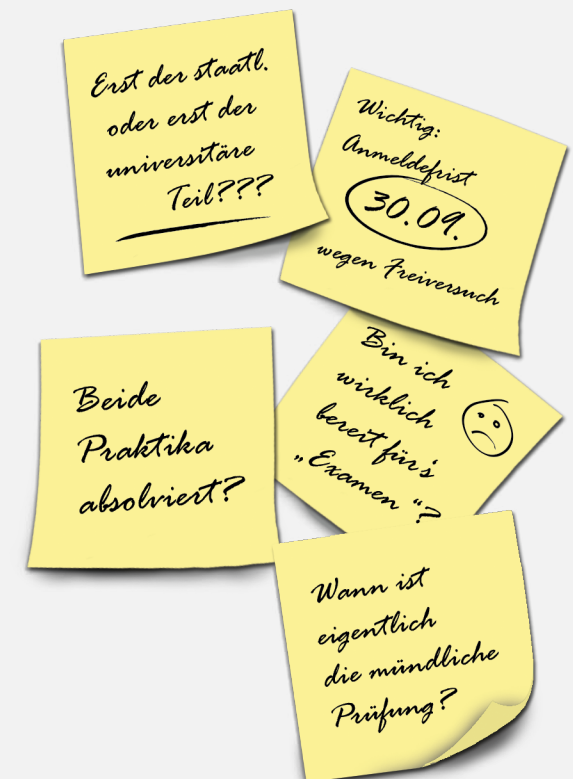 Erst der staatl.
oder erst der
universitäre
Teil???
Wichtig:
Anmeldefrist
30.09.
wegen Freiversuch
Beide
Praktika
absolviert?
Bin ich
wirklich
bereit für's
„Examen“?
Wann ist
eigentlich
die mündliche
Prüfung?